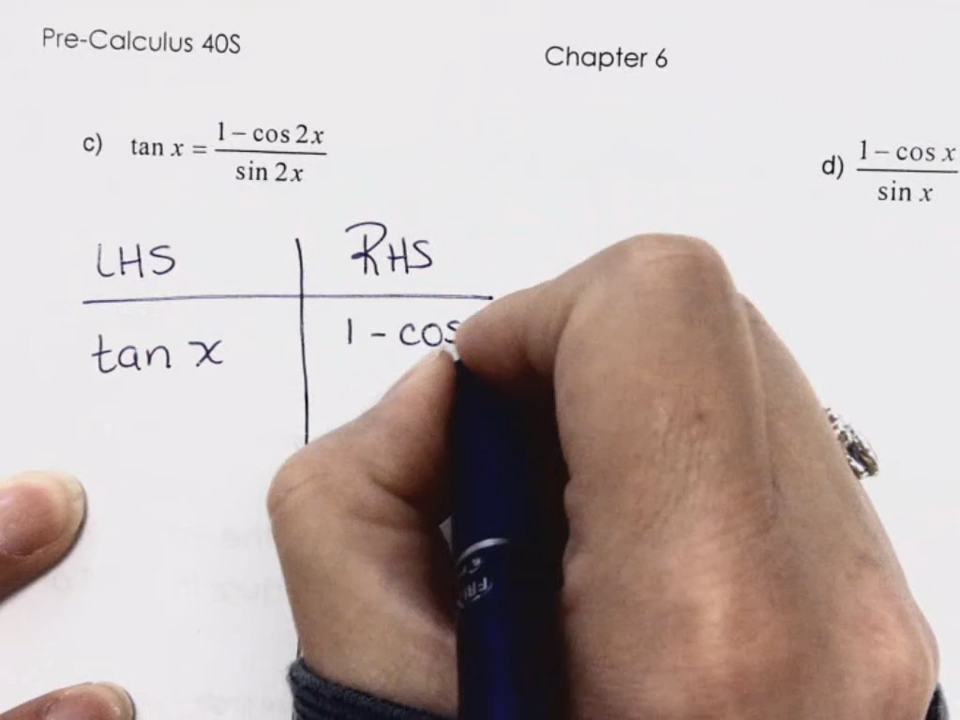 Pre-Calculus 40S
Chapter 6
c) tan x = 1 – cos 2x
sin 2x
d) 1 – cos x
sin x
LHS RHS
tan x 1 - cos